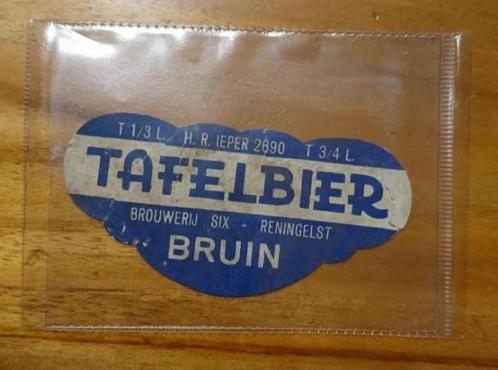 T 1/3 L. H. R. IEPER 2890 T 3/4 L.
TAFELBIER
BROUWERIJ SIX - RENINGELST
BRUIN